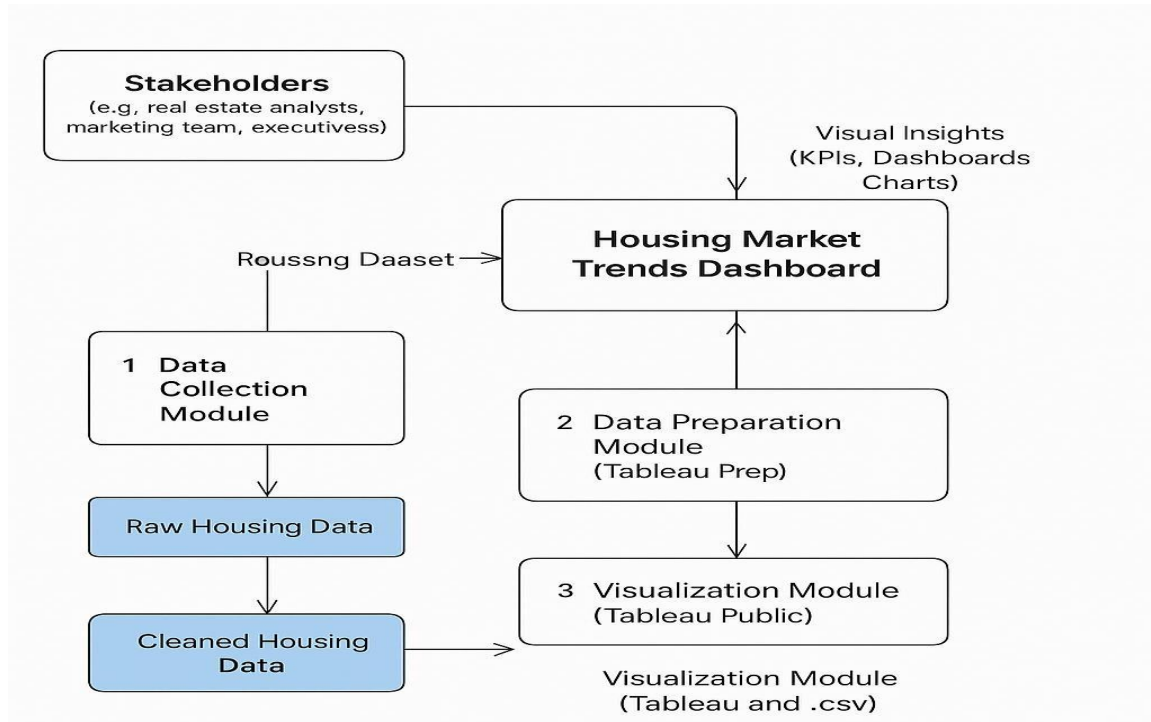 Stakeholders
(e.g, real estate analysts,
marketing team, executivess)
Visual Insights
(KPIs, Dashboards
Charts)
Housing Market
Trends Dashboard
Roussng Daaset
1 Data
Collection
Module
2 Data Preparation
Module
(Tableau Prep)
Raw Housing Data
3 Visualization Module
(Tableau Public)
Cleaned Housing
Data
Visualization Module
(Tableau and .csv)